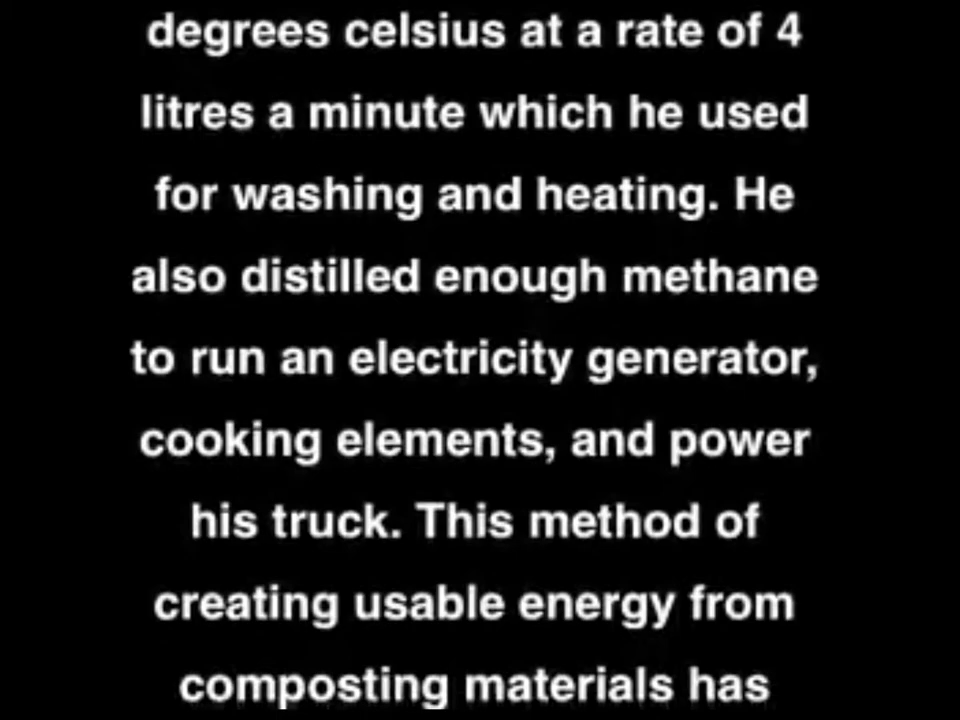 degrees celsius at a rate of 4
litres a minute which he used
for washing and heating. He
also distilled enough methane
to run an electricity generator,
cooking elements, and power
his truck. This method of
creating usable energy from
composting materials has